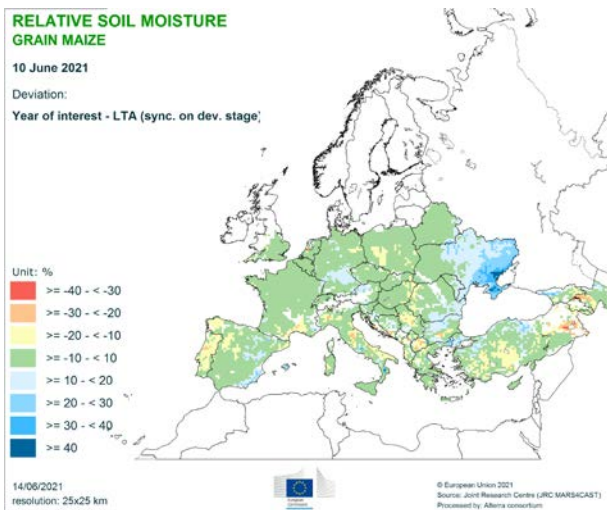 RELATIVE SOIL MOISTURE
GRAIN MAIZE
10 June 2021
Deviation:
Year of interest - LTA (sync. on dev. stage)
Unit: %
>= -40 - < -30
>= -30 - < -20
>= -20 - < -10
>= -10 - < 10
>= 10 - < 20
>= 20 - < 30
>= 30 - < 40
>= 40
14/06/2021
resolution: 25x25 km
European
Commission
© European Union 2021
Source: Joint Research Centre (JRC MARS4CAST)
Processed by: Alterra consortium